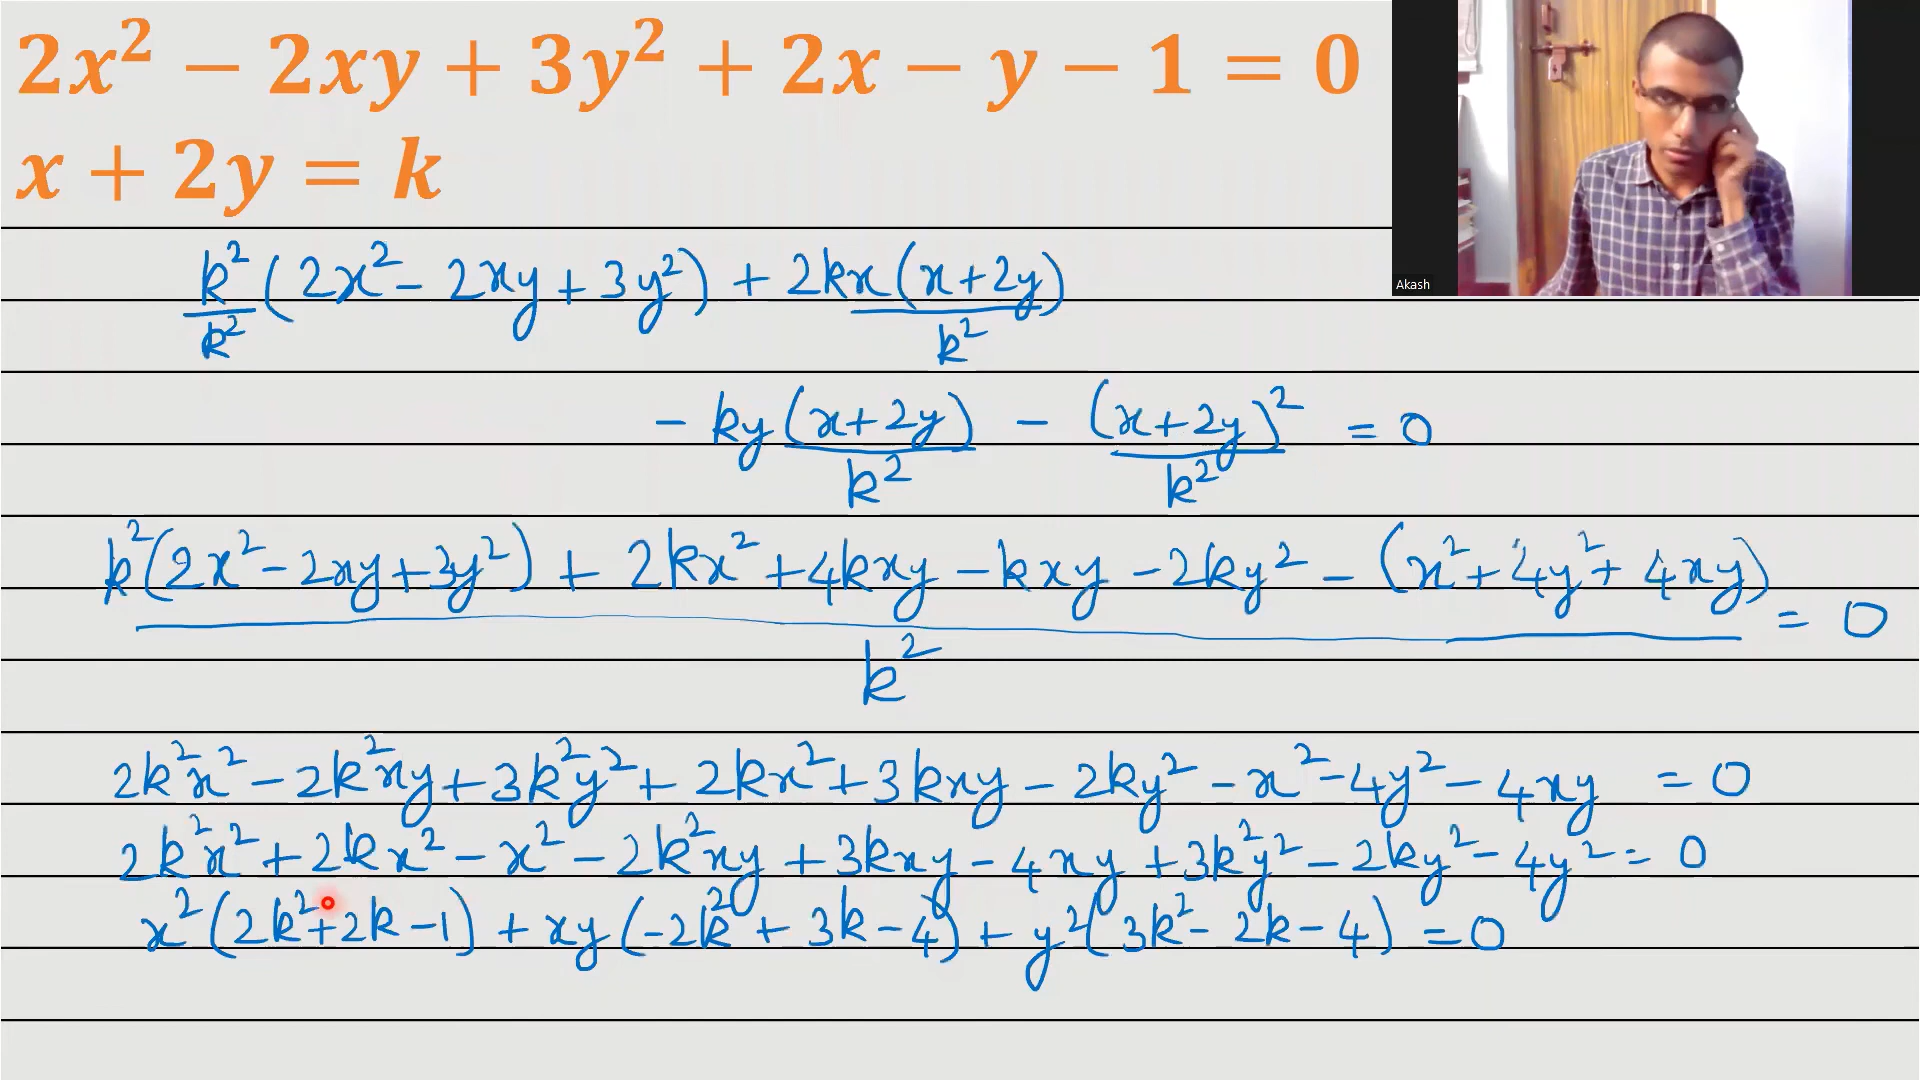 2x² − 2xy + 3y² + 2x − y − 1 = 0
x + 2y = k
Akash
k²/k² (2x² - 2xy + 3y²) + 2kx(x+2y)/k²
- ky(x+2y)/k² - (x+2y)²/k² = 0
k²(2x² - 2xy + 3y²) + 2kx² + 4kxy - kxy - 2ky² - (x² + 4y² + 4xy) / k² = 0
2k²x² - 2k²xy + 3k²y² + 2kx² + 3kxy - 2ky² - x² - 4y² - 4xy = 0
2k²x² + 2kx² - x² - 2k²xy + 3kxy - 4xy + 3k²y² - 2ky² - 4y² = 0
x²(2k² + 2k - 1) + xy(-2k² + 3k - 4) + y²(3k² - 2k - 4) = 0